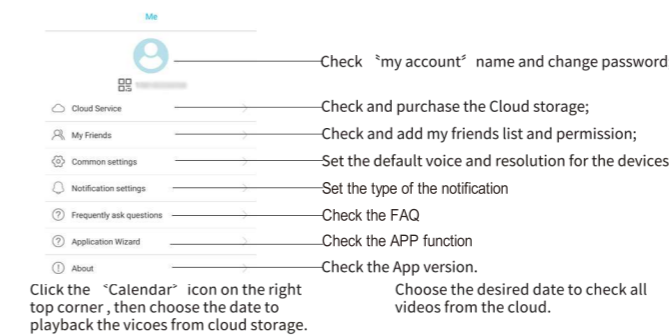 Me
Check 〝my account〞 name and change password
Cloud Service
Check and purchase the Cloud storage;
My Friends
Check and add my friends list and permission;
Common settings
Set the default voice and resolution for the devices
Notification settings
Set the type of the notification
Frequently ask questions
Check the FAQ
Application Wizard
Check the APP function
About
Check the App version.
Click the 〝Calendar〞 icon on the right
top corner , then choose the date to
playback the vicoes from cloud storage.
Choose the desired date to check all
videos from the cloud.